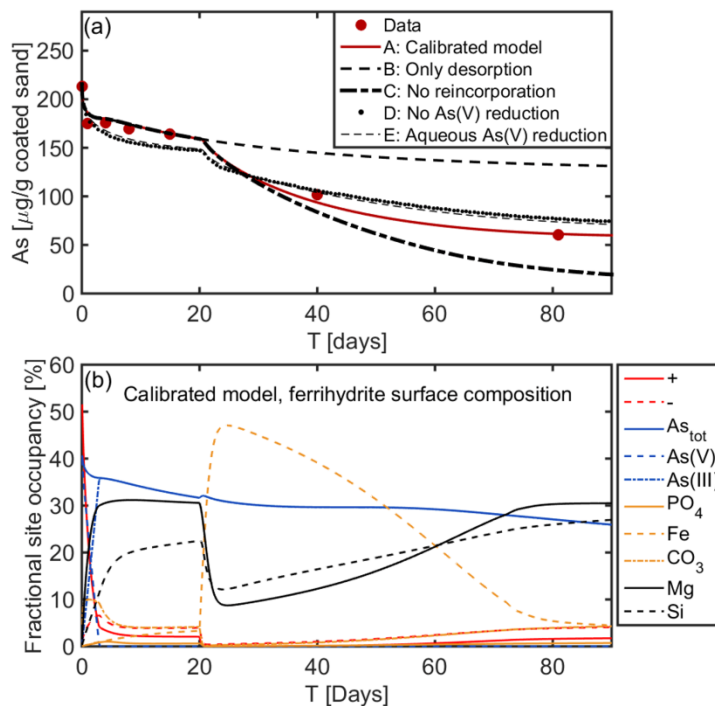 (a)
Data
A: Calibrated model
B: Only desorption
C: No reincorporation
D: No As(V) reduction
E: Aqueous As(V) reduction
As [μg/g coated sand]
250
200
150
100
50
0
0 20 40 60 80
T [days]
(b) Calibrated model, ferrihydrite surface composition
Fractional site occupancy [%]
60
50
40
30
20
10
0
0 20 40 60 80
T [Days]
+
-
As_tot
As(V)
As(III)
PO_4
Fe
CO_3
Mg
Si